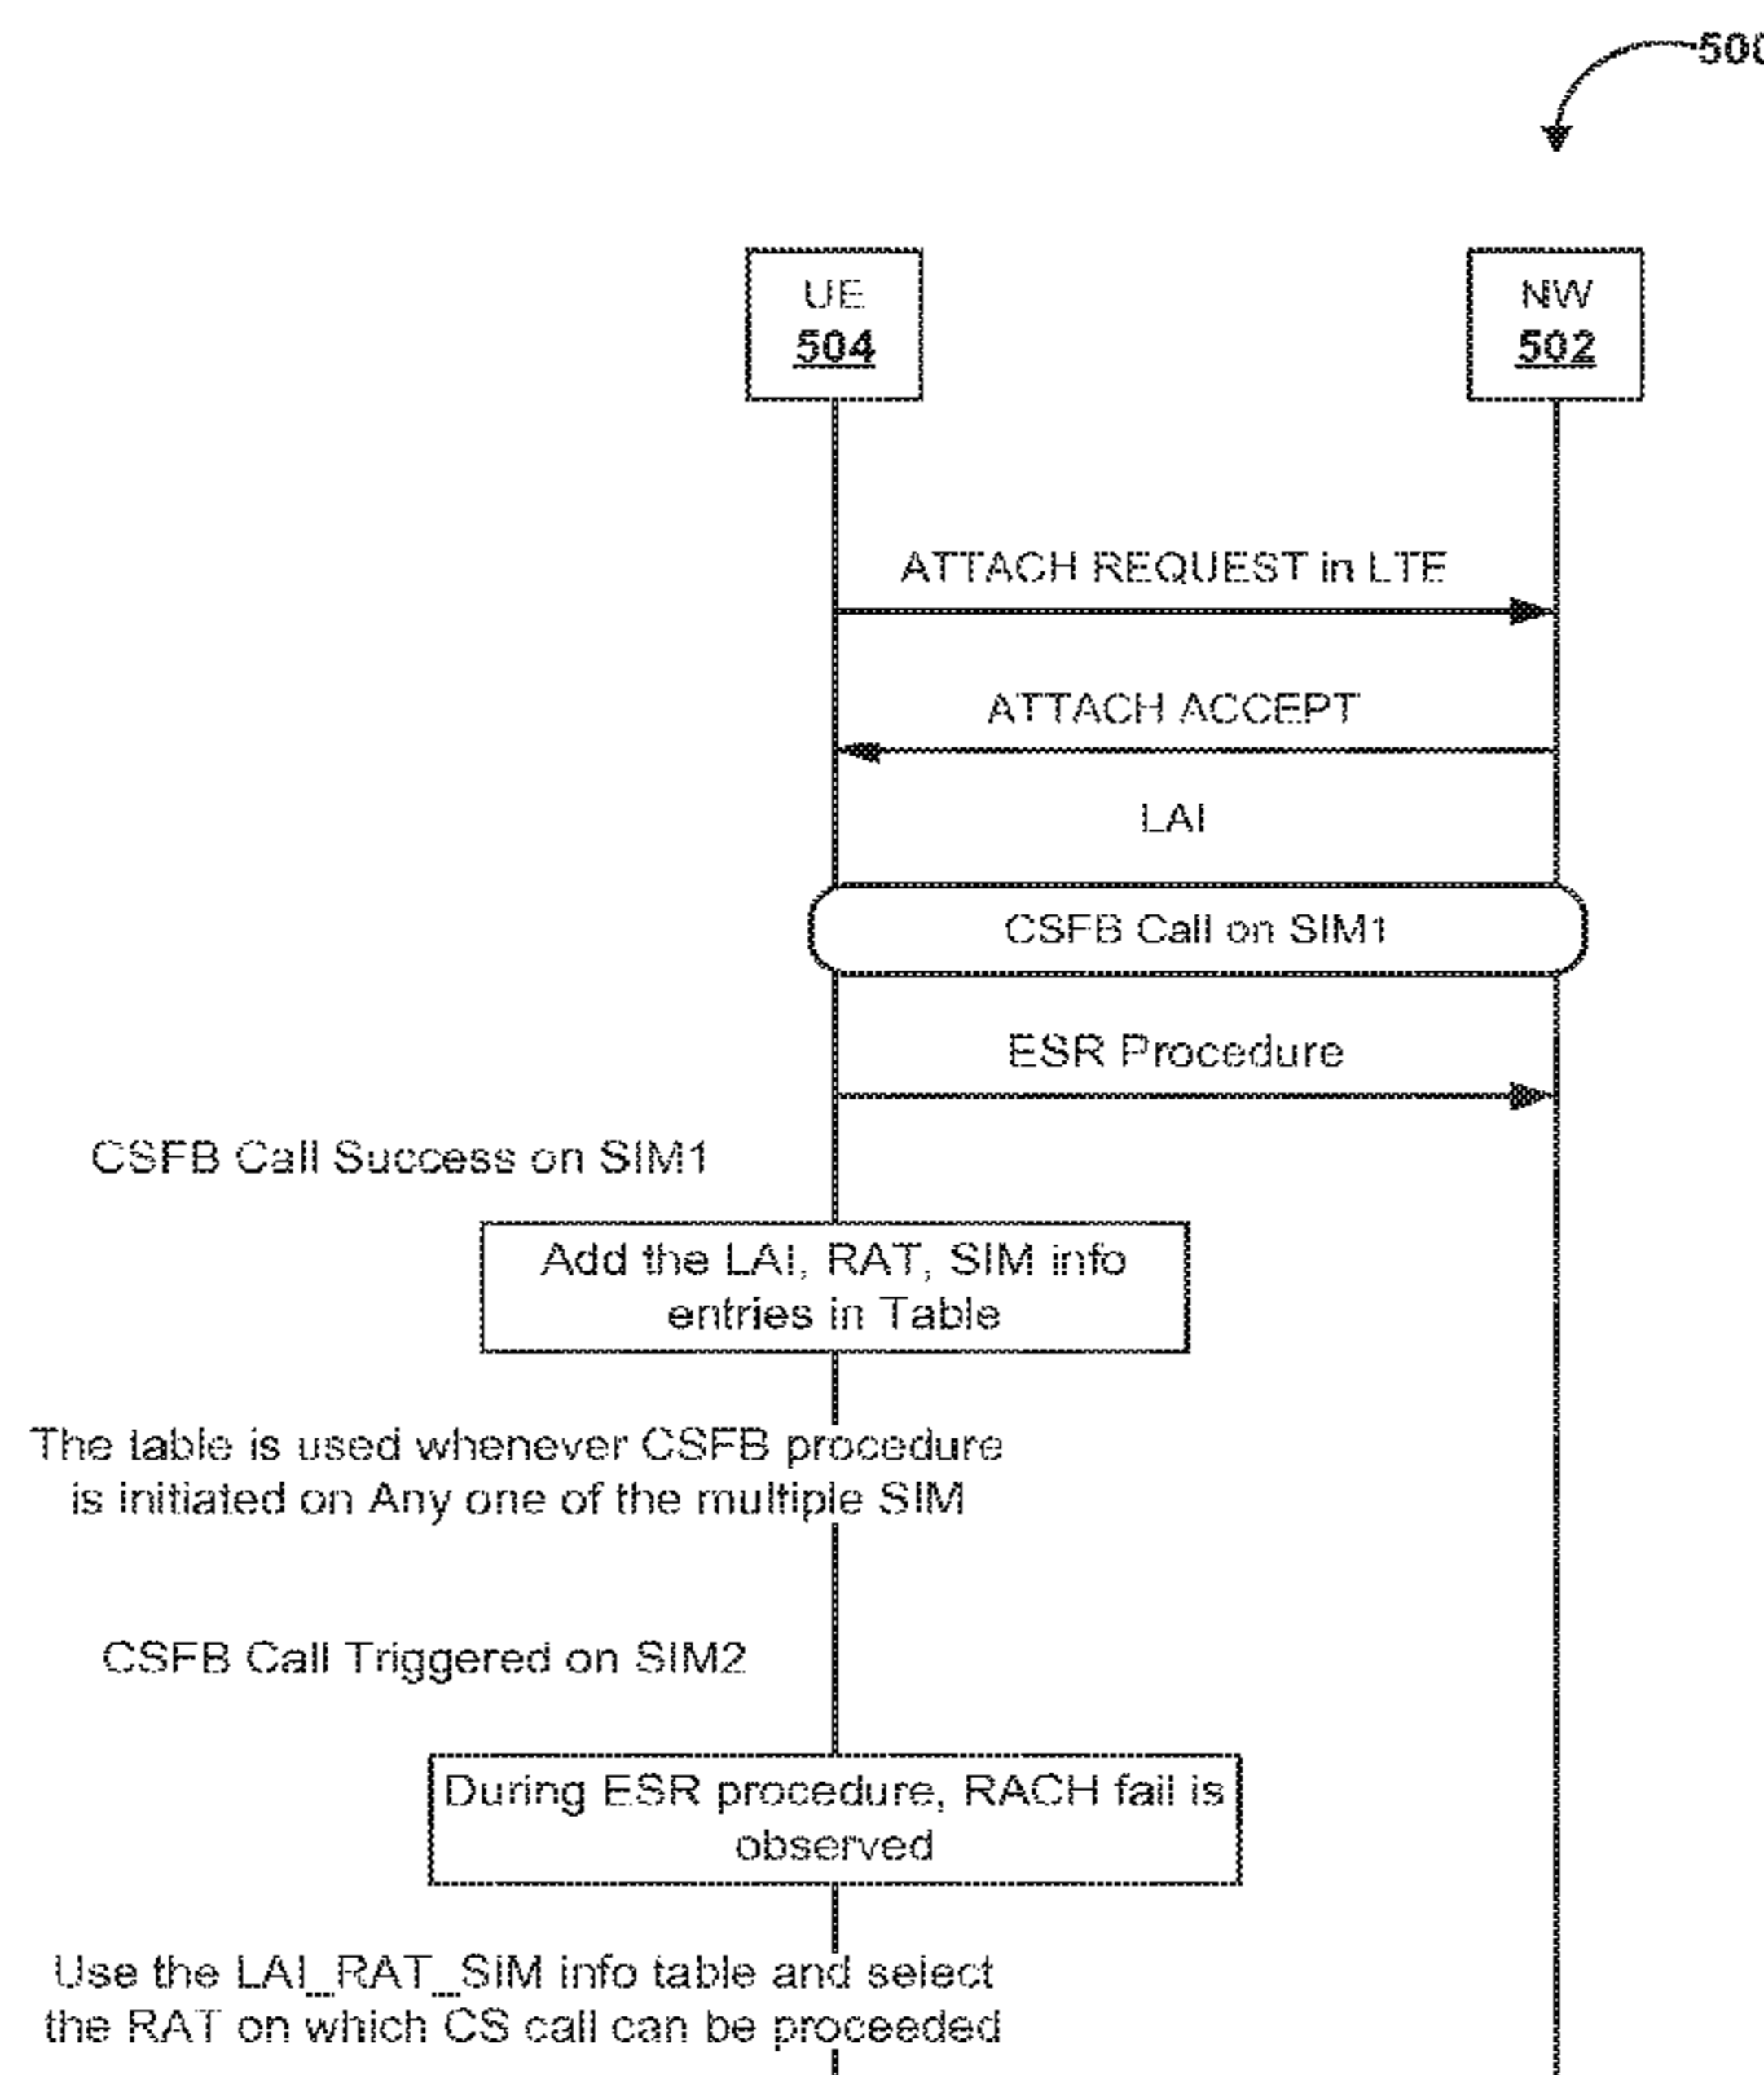 500
UE
504
NW
502
ATTACH REQUEST in LTE
ATTACH ACCEPT
LAI
CSFB Call on SIM1
ESR Procedure
CSFB Call Success on SIM1
Add the LAI, RAT, SIM info
entries in Table
The table is used whenever CSFB procedure
is initiated on Any one of the multiple SIM
CSFB Call Triggered on SIM2
During ESR procedure, RACH fail is
observed
Use the LAI_RAT_SIM info table and select
the RAT on which CS call can be proceeded